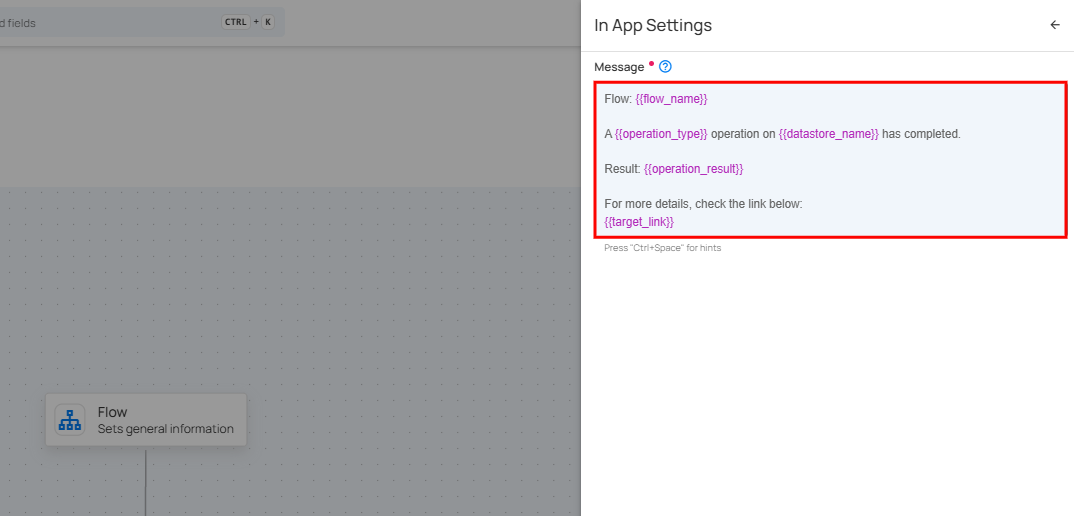 d fields
CTRL + K
In App Settings
Message
Flow: {{flow_name}}
A {{operation_type}} operation on {{datastore_name}} has completed.
Result: {{operation_result}}
For more details, check the link below:
{{target_link}}
Press "Ctrl+Space" for hints
Flow
Sets general information